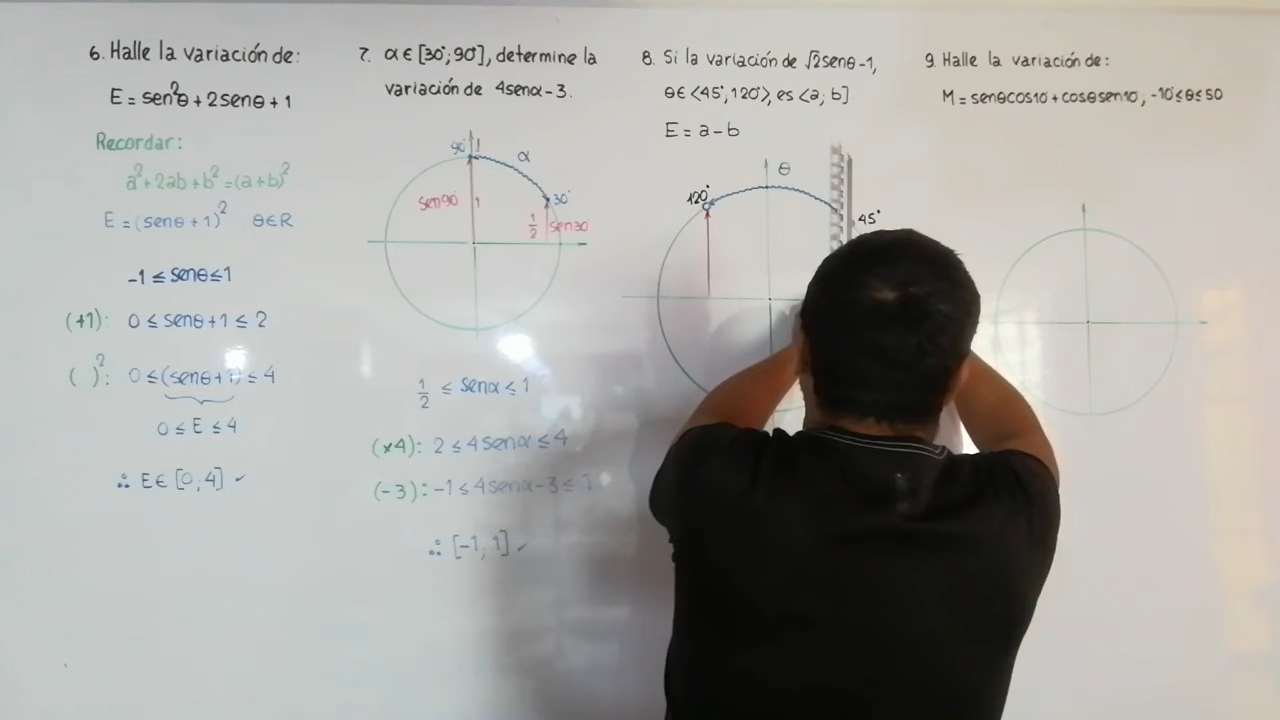 6. Halle la variación de:
E = sen²θ + 2senθ + 1
Recordar:
a² + 2ab + b² = (a+b)²
E = (senθ + 1)² θ∈R
-1 ≤ senθ ≤ 1
(+1): 0 ≤ senθ + 1 ≤ 2
( )²: 0 ≤ (senθ + 1)² ≤ 4
0 ≤ E ≤ 4
∴ E∈ [0; 4] ✓
7. α ∈ [30°; 90°], determine la
variación de 4senα - 3.
90° 1 α
30°
sen90° 1
1/2 sen30°
1/2 ≤ senα ≤ 1
(×4): 2 ≤ 4senα ≤ 4
(-3): -1 ≤ 4senα - 3 ≤ 1
∴ [-1; 1] ✓
8. Si la variación de √2senθ - 1,
θ∈ <45°; 120°>, es <a; b]
E = a - b
θ
120°
45°
9. Halle la variación de:
M = senθcos10° + cosθsen10°, -10° ≤ θ ≤ 50°